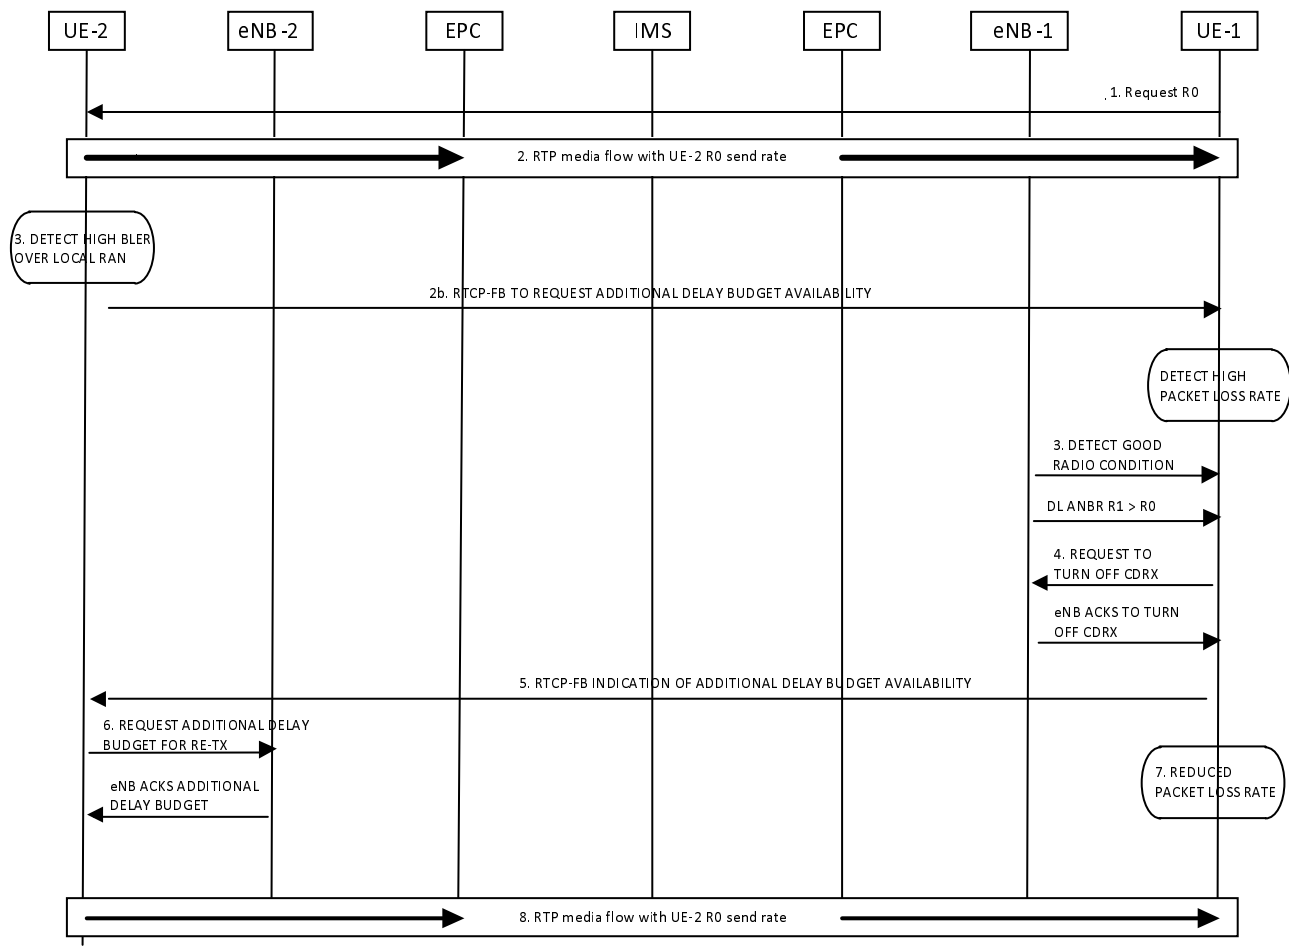 UE-2
eNB-2
EPC
IMS
EPC
eNB-1
UE-1
1. Request R0
2. RTP media flow with UE-2 R0 send rate
3. DETECT HIGH BLER
OVER LOCAL RAN
2b. RTCP-FB TO REQUEST ADDITIONAL DELAY BUDGET AVAILABILITY
DETECT HIGH
PACKET LOSS RATE
3. DETECT GOOD
RADIO CONDITION
DL ANBR R1 > R0
4. REQUEST TO
TURN OFF CDRX
eNB ACKS TO TURN
OFF CDRX
5. RTCP-FB INDICATION OF ADDITIONAL DELAY BUDGET AVAILABILITY
6. REQUEST ADDITIONAL DELAY
BUDGET FOR RE-TX
eNB ACKS ADDITIONAL
DELAY BUDGET
7. REDUCED
PACKET LOSS RATE
8. RTP media flow with UE-2 R0 send rate